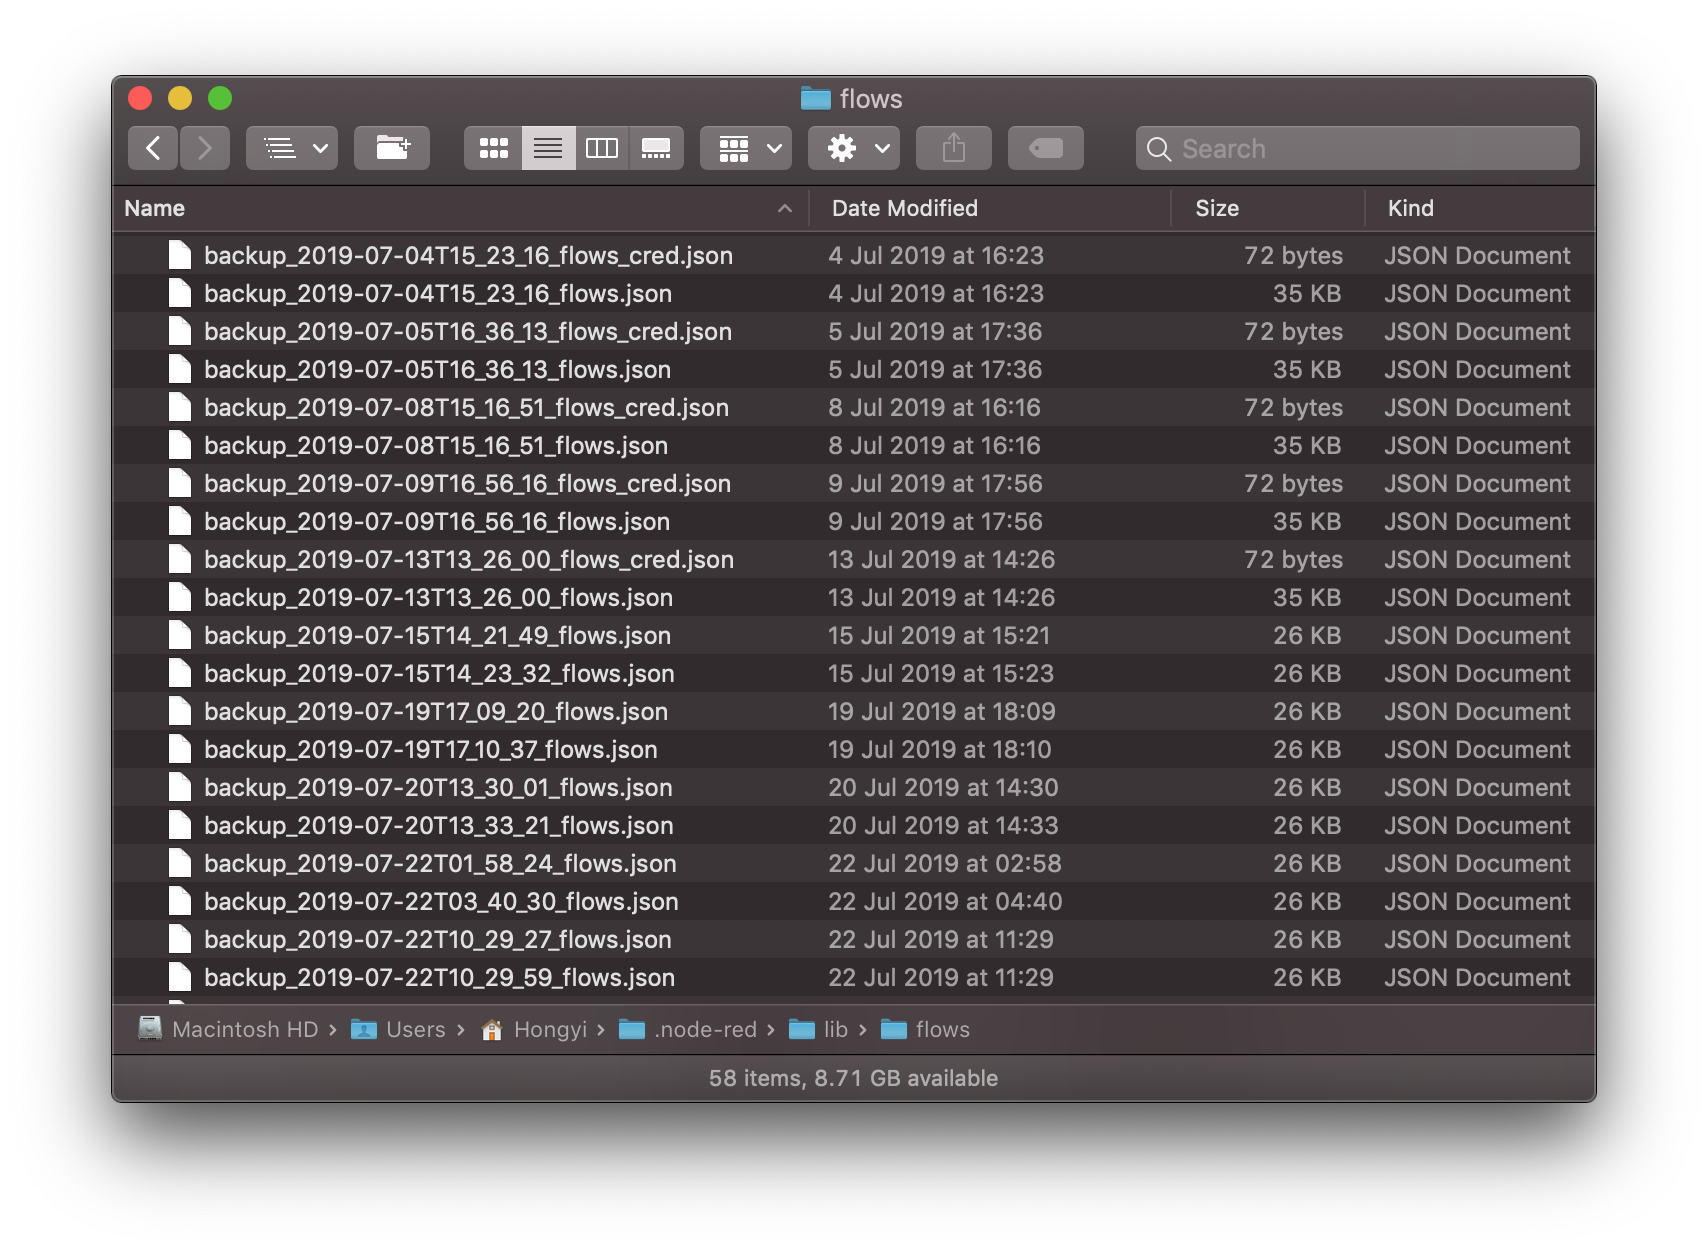 flows
Search
Name Date Modified Size Kind
backup_2019-07-04T15_23_16_flows_cred.json 4 Jul 2019 at 16:23 72 bytes JSON Document
backup_2019-07-04T15_23_16_flows.json 4 Jul 2019 at 16:23 35 KB JSON Document
backup_2019-07-05T16_36_13_flows_cred.json 5 Jul 2019 at 17:36 72 bytes JSON Document
backup_2019-07-05T16_36_13_flows.json 5 Jul 2019 at 17:36 35 KB JSON Document
backup_2019-07-08T15_16_51_flows_cred.json 8 Jul 2019 at 16:16 72 bytes JSON Document
backup_2019-07-08T15_16_51_flows.json 8 Jul 2019 at 16:16 35 KB JSON Document
backup_2019-07-09T16_56_16_flows_cred.json 9 Jul 2019 at 17:56 72 bytes JSON Document
backup_2019-07-09T16_56_16_flows.json 9 Jul 2019 at 17:56 35 KB JSON Document
backup_2019-07-13T13_26_00_flows_cred.json 13 Jul 2019 at 14:26 72 bytes JSON Document
backup_2019-07-13T13_26_00_flows.json 13 Jul 2019 at 14:26 35 KB JSON Document
backup_2019-07-15T14_21_49_flows.json 15 Jul 2019 at 15:21 26 KB JSON Document
backup_2019-07-15T14_23_32_flows.json 15 Jul 2019 at 15:23 26 KB JSON Document
backup_2019-07-19T17_09_20_flows.json 19 Jul 2019 at 18:09 26 KB JSON Document
backup_2019-07-19T17_10_37_flows.json 19 Jul 2019 at 18:10 26 KB JSON Document
backup_2019-07-20T13_30_01_flows.json 20 Jul 2019 at 14:30 26 KB JSON Document
backup_2019-07-20T13_33_21_flows.json 20 Jul 2019 at 14:33 26 KB JSON Document
backup_2019-07-22T01_58_24_flows.json 22 Jul 2019 at 02:58 26 KB JSON Document
backup_2019-07-22T03_40_30_flows.json 22 Jul 2019 at 04:40 26 KB JSON Document
backup_2019-07-22T10_29_27_flows.json 22 Jul 2019 at 11:29 26 KB JSON Document
backup_2019-07-22T10_29_59_flows.json 22 Jul 2019 at 11:29 26 KB JSON Document
Macintosh HD › Users › Hongyi › .node-red › lib › flows
58 items, 8.71 GB available